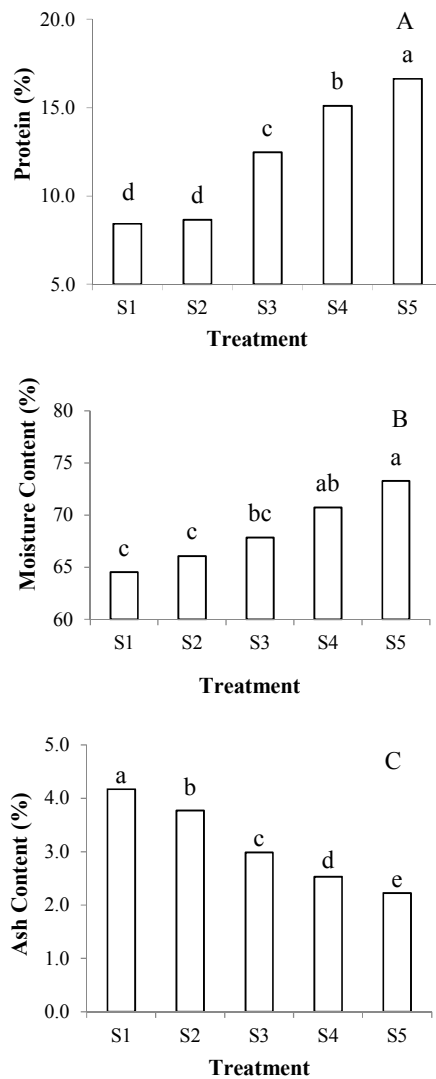 20.0
A
a
b
15.0
c
Protein (%)
d d
10.0
5.0
S1 S2 S3 S4 S5
Treatment
80
B
75
a
ab
70
bc
Moisture Content (%)
c c
65
60
S1 S2 S3 S4 S5
Treatment
5.0
C
a
b
4.0
c
3.0
d
e
Ash Content (%)
2.0
1.0
0.0
S1 S2 S3 S4 S5
Treatment